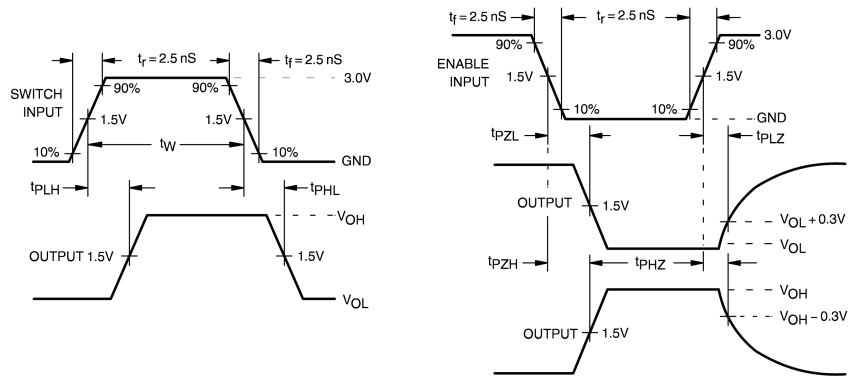 tr = 2.5 nS
tf = 2.5 nS
SWITCH
INPUT
90%
90%
3.0V
1.5V
1.5V
10%
tW
10%
GND
tPLH
tPHL
VOH
OUTPUT 1.5V
1.5V
VOL
tf = 2.5 nS
tr = 2.5 nS
ENABLE
INPUT
90%
90%
3.0V
1.5V
1.5V
10%
10%
GND
tPZL
tPLZ
OUTPUT
1.5V
VOL + 0.3V
VOL
tPZH
tPHZ
VOH
VOH – 0.3V
OUTPUT
1.5V